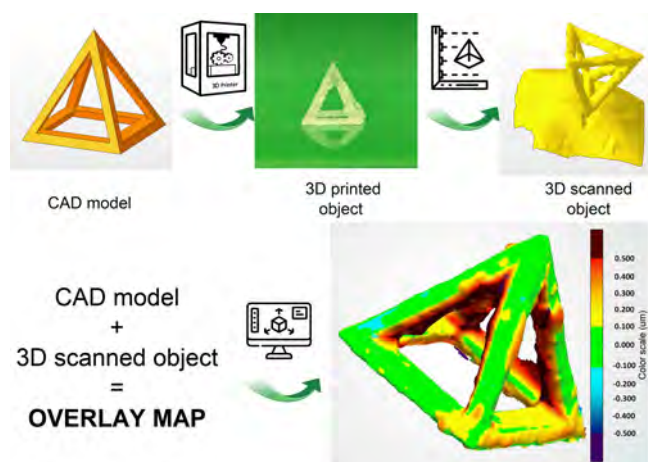 3D Printer
CAD model
3D printed
object
3D scanned
object
CAD model
+
3D scanned object
=
OVERLAY MAP
0.500
0.400
0.300
0.200
0.100
0.000
-0.100
-0.200
-0.300
-0.400
-0.500
Color scale (um)